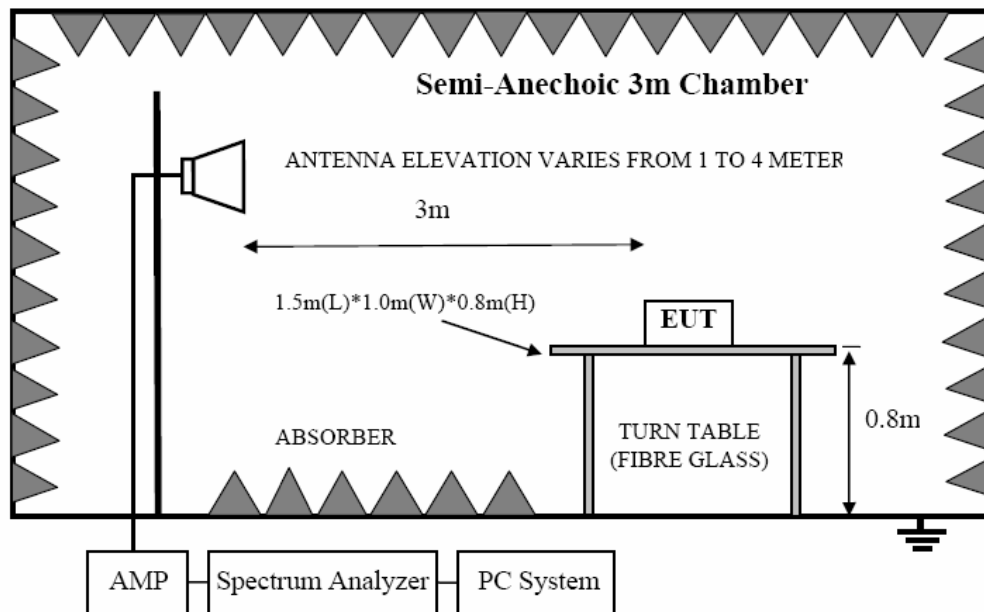 Semi-Anechoic 3m Chamber
ANTENNA ELEVATION VARIES FROM 1 TO 4 METER
3m
1.5m(L)*1.0m(W)*0.8m(H)
EUT
ABSORBER
TURN TABLE
(FIBRE GLASS)
0.8m
AMP
Spectrum Analyzer
PC System